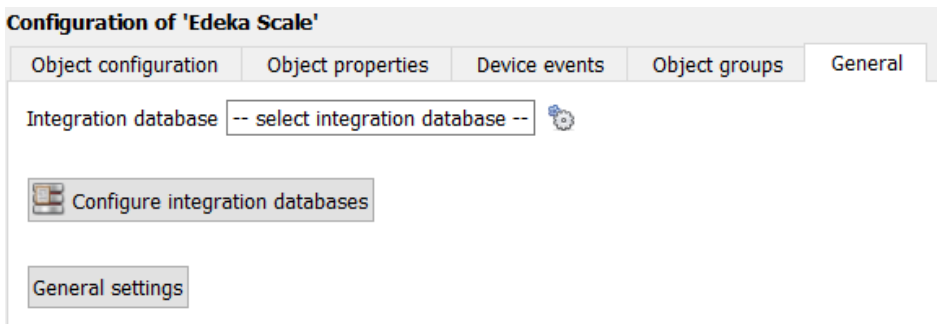 Configuration of 'Edeka Scale'
Object configuration Object properties Device events Object groups General
Integration database -- select integration database --
Configure integration databases
General settings